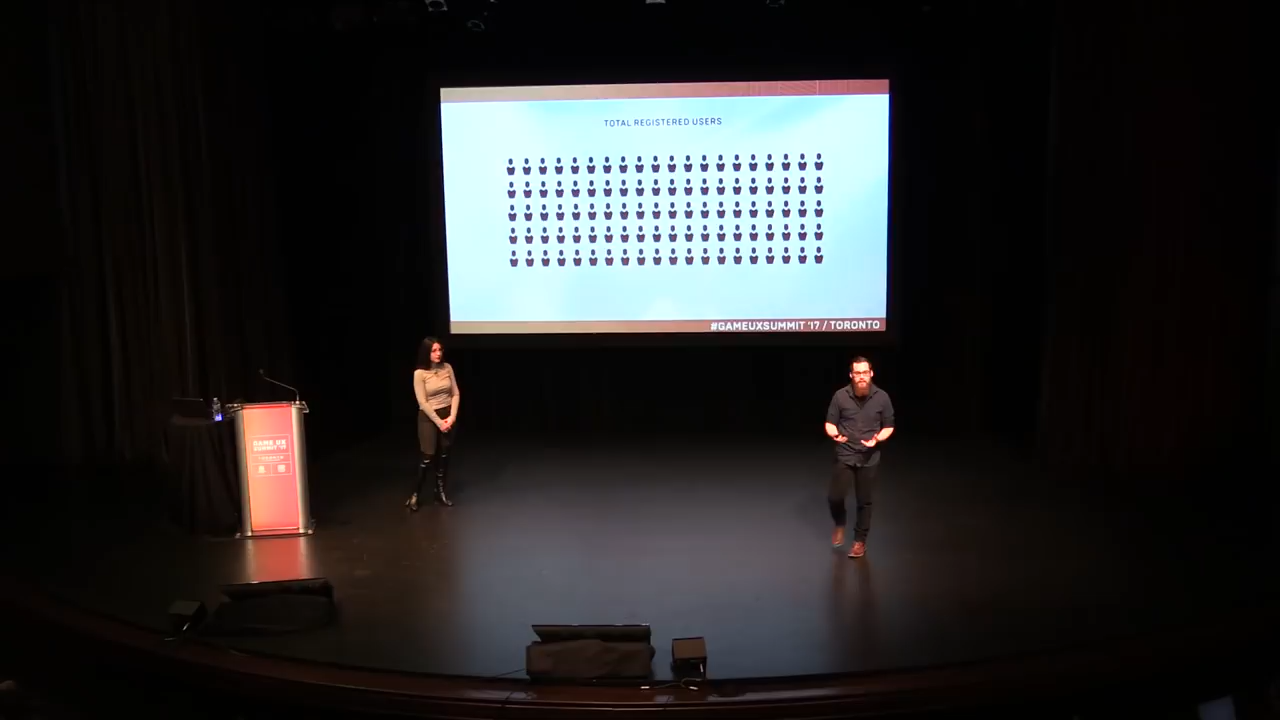 TOTAL REGISTERED USERS
#GAMEUXSUMMIT '17 / TORONTO
GAME UX
SUMMIT '17